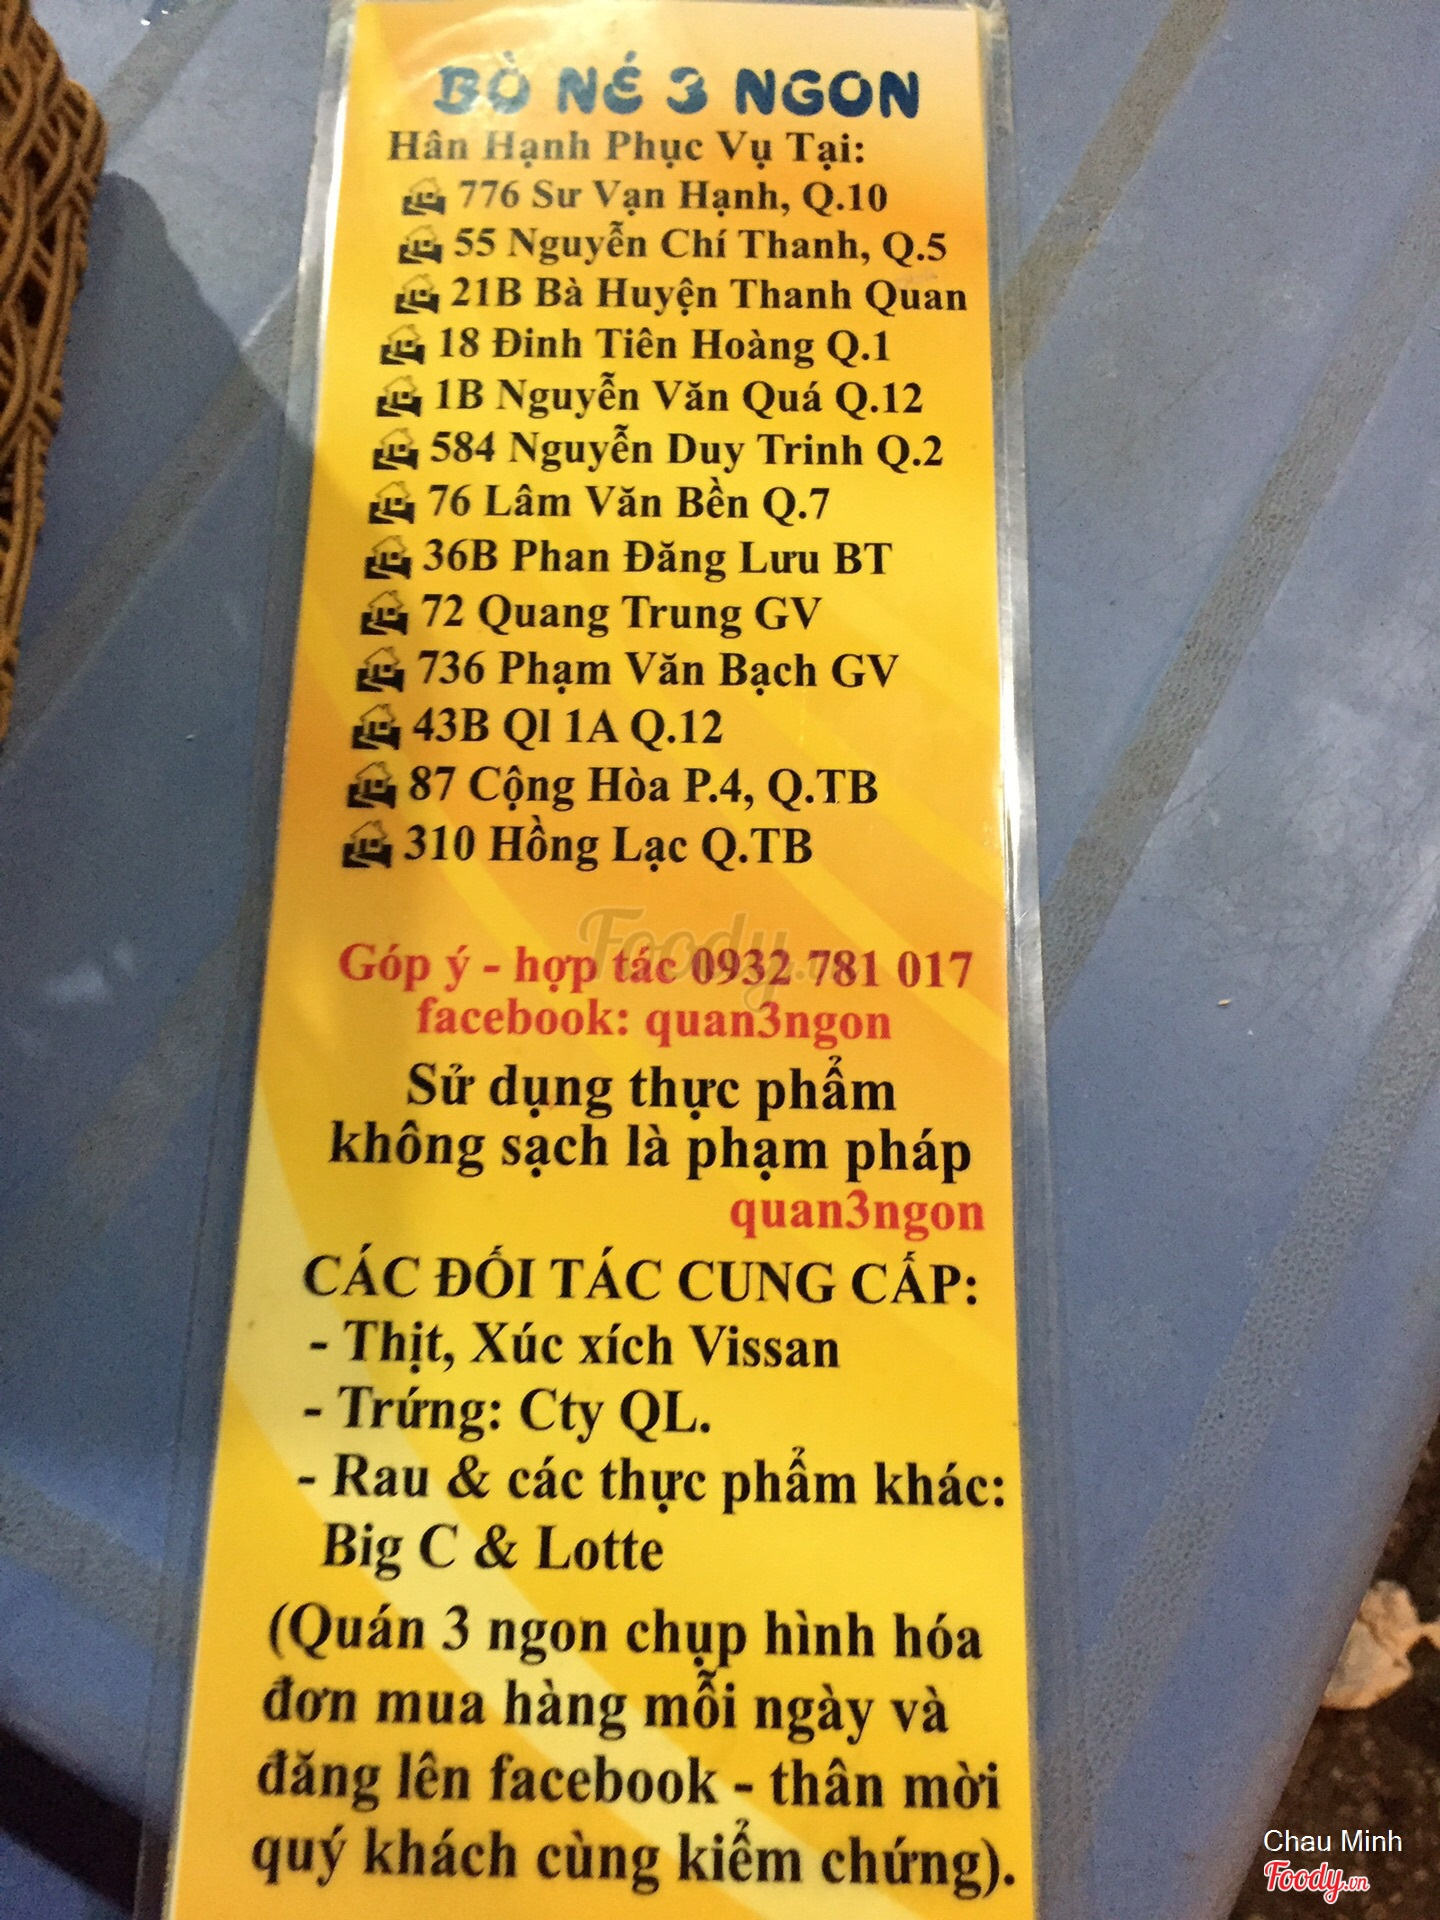 BÒ NÉ 3 NGON
Hân Hạnh Phục Vụ Tại:
776 Sư Vạn Hạnh, Q.10
55 Nguyễn Chí Thanh, Q.5
21B Bà Huyện Thanh Quan
18 Đinh Tiên Hoàng Q.1
1B Nguyễn Văn Quá Q.12
584 Nguyễn Duy Trinh Q.2
76 Lâm Văn Bền Q.7
36B Phan Đăng Lưu BT
72 Quang Trung GV
736 Phạm Văn Bạch GV
43B Ql 1A Q.12
87 Cộng Hòa P.4, Q.TB
310 Hồng Lạc Q.TB
Foody.vn
Góp ý - hợp tác 0932 781 017
facebook: quan3ngon
Sử dụng thực phẩm
không sạch là phạm pháp
quan3ngon
CÁC ĐỐI TÁC CUNG CẤP:
- Thịt, Xúc xích Vissan
- Trứng: Cty QL.
- Rau & các thực phẩm khác:
Big C & Lotte
(Quán 3 ngon chụp hình hóa
đơn mua hàng mỗi ngày và
đăng lên facebook - thân mời
quý khách cùng kiểm chứng).
Chau Minh
Foody.vn